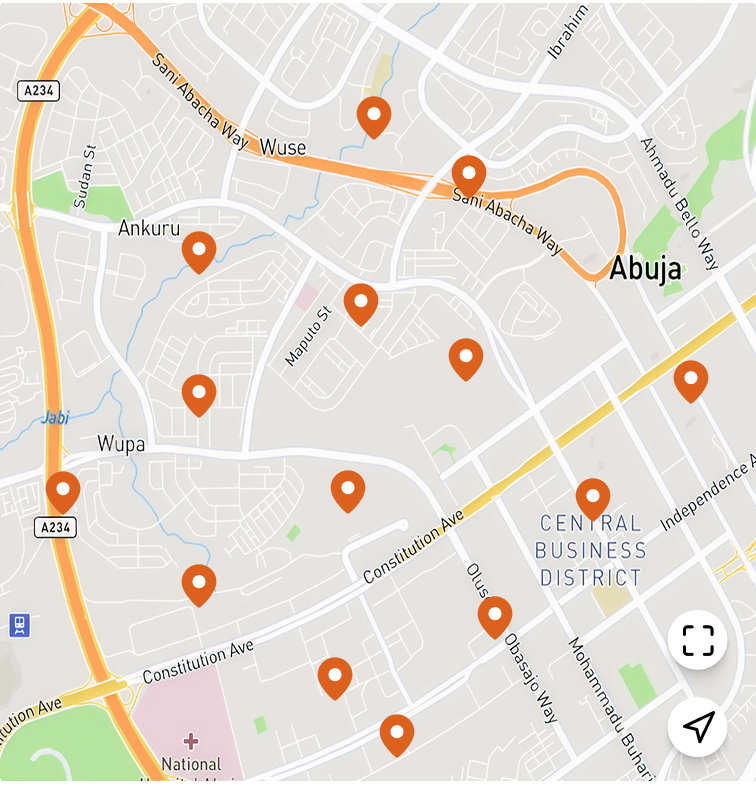 Ibrahim
A234
Sani Abacha Way
Wuse
Sudan St
Ahmadu Bello Way
Sani Abacha Way
Ankuru
Abuja
Maputo St
Jabi
Wupa
Independence A
A234
CENTRAL
BUSINESS
DISTRICT
Constitution Ave
Olus
Obasajo Way
Constitution Ave
Mohammadu Buhari
ution Ave
National